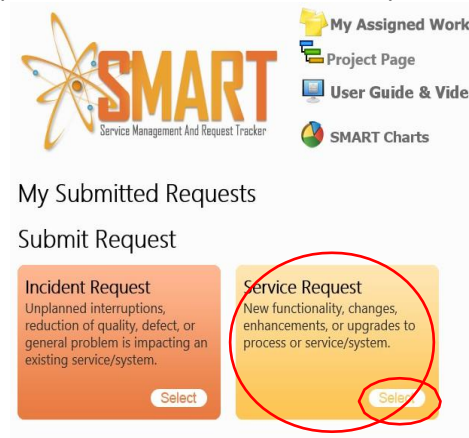 My Assigned Work
Project Page
User Guide & Vide
SMART Charts
SMART
Service Management And Request Tracker
My Submitted Requests
Submit Request
Incident Request
Unplanned interruptions,
reduction of quality, defect, or
general problem is impacting an
existing service/system.
Select
Service Request
New functionality, changes,
enhancements, or upgrades to
process or service/system.
Select